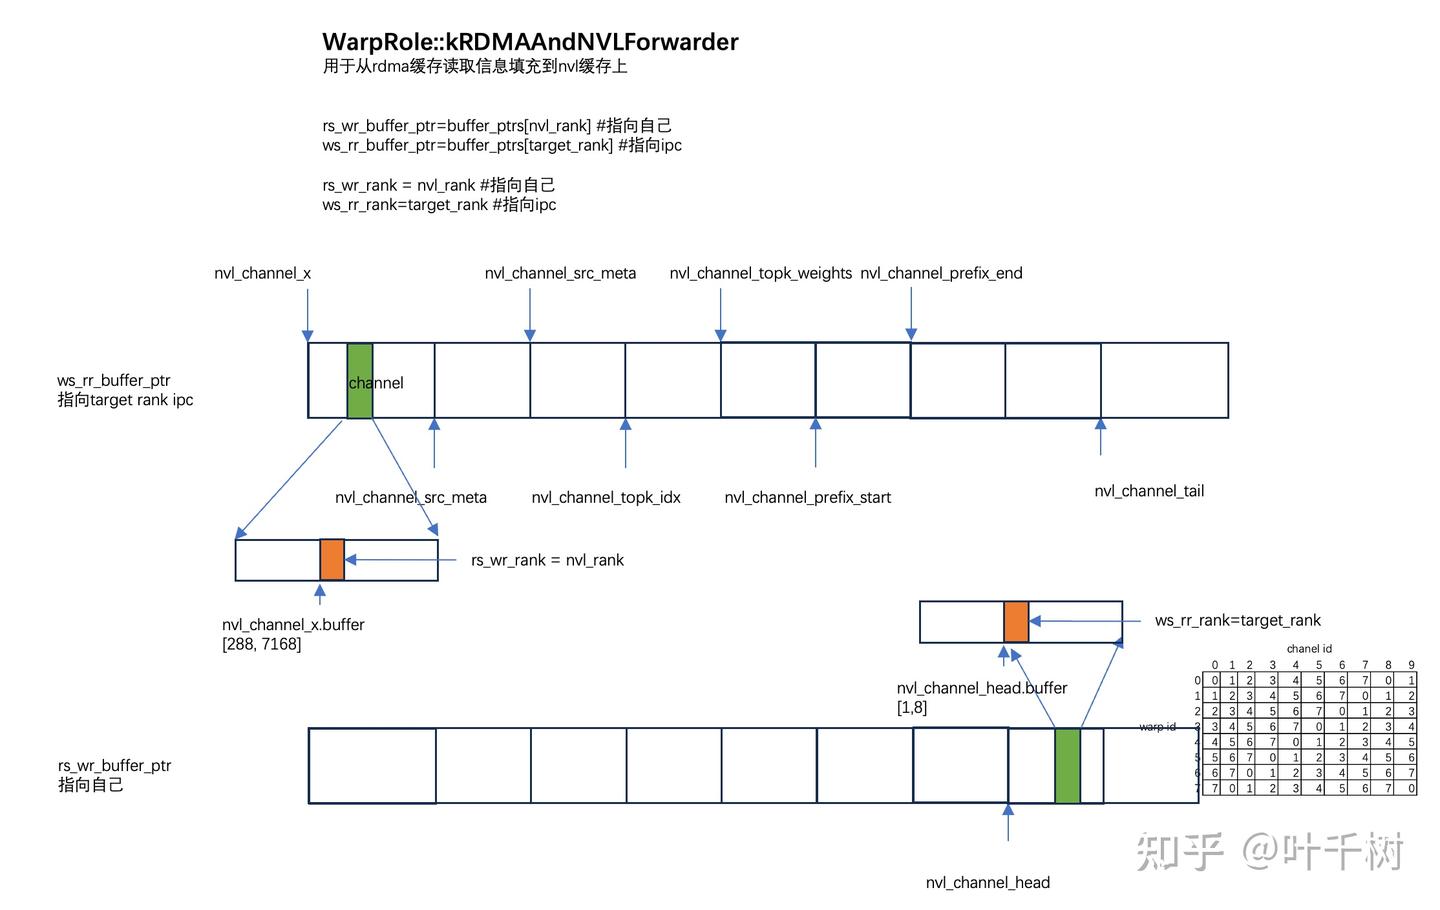 WarpRole::kRDMAAndNVLForwarder
用于从rdma缓存读取信息填充到nvl缓存上
rs_wr_buffer_ptr=buffer_ptrs[nvl_rank] #指向自己
ws_rr_buffer_ptr=buffer_ptrs[target_rank] #指向ipc
rs_wr_rank = nvl_rank #指向自己
ws_rr_rank=target_rank #指向ipc
nvl_channel_x
nvl_channel_src_meta
nvl_channel_topk_weights
nvl_channel_prefix_end
ws_rr_buffer_ptr
指向target rank ipc
channel
nvl_channel_src_meta
nvl_channel_topk_idx
nvl_channel_prefix_start
nvl_channel_tail
rs_wr_rank = nvl_rank
nvl_channel_x.buffer
[288, 7168]
ws_rr_rank=target_rank
nvl_channel_head.buffer
[1,8]
chanel id
0 1 2 3 4 5 6 7 8 9
0 0 1 2 3 4 5 6 7 0 1
1 1 2 3 4 5 6 7 0 1 2
2 2 3 4 5 6 7 0 1 2 3
warp id
3 3 4 5 6 7 0 1 2 3 4
4 4 5 6 7 0 1 2 3 4 5
5 5 6 7 0 1 2 3 4 5 6
6 6 7 0 1 2 3 4 5 6 7
7 7 0 1 2 3 4 5 6 7 0
rs_wr_buffer_ptr
指向自己
nvl_channel_head
知乎 @叶千树